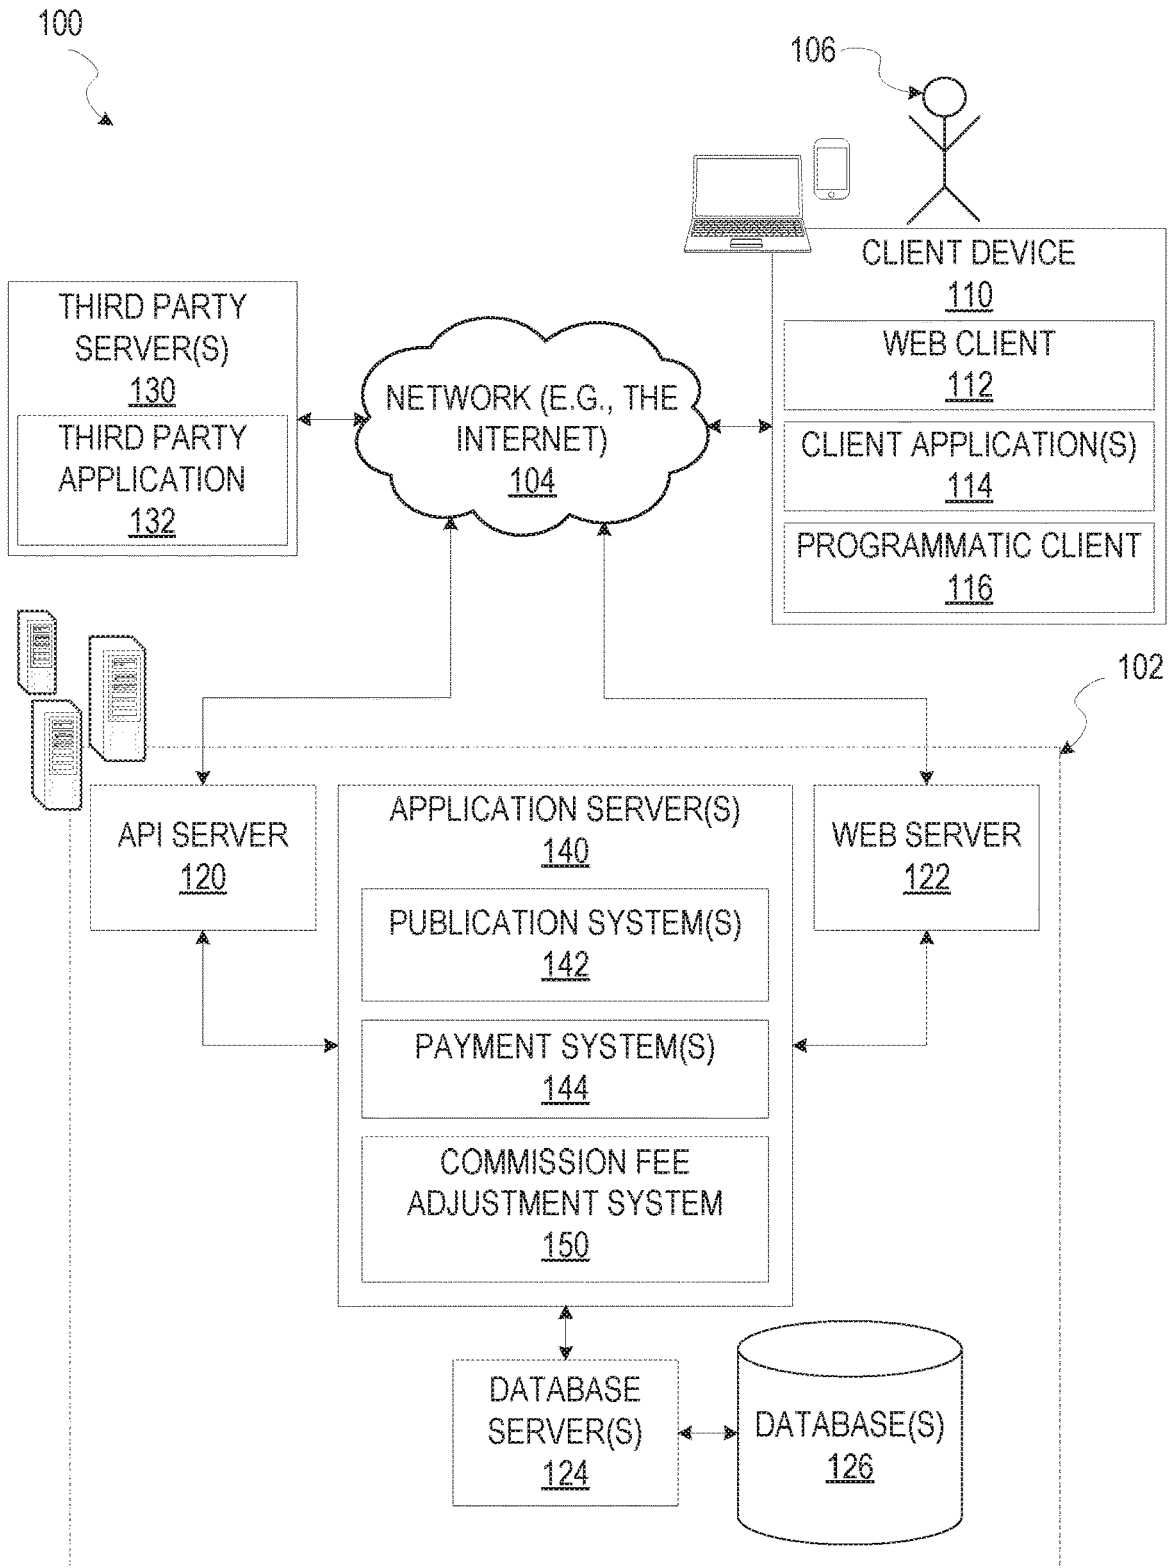 100
106
CLIENT DEVICE
110
WEB CLIENT
112
CLIENT APPLICATION(S)
114
PROGRAMMATIC CLIENT
116
THIRD PARTY
SERVER(S)
130
THIRD PARTY
APPLICATION
132
NETWORK (E.G., THE
INTERNET)
104
102
API SERVER
120
APPLICATION SERVER(S)
140
PUBLICATION SYSTEM(S)
142
PAYMENT SYSTEM(S)
144
COMMISSION FEE
ADJUSTMENT SYSTEM
150
WEB SERVER
122
DATABASE
SERVER(S)
124
DATABASE(S)
126